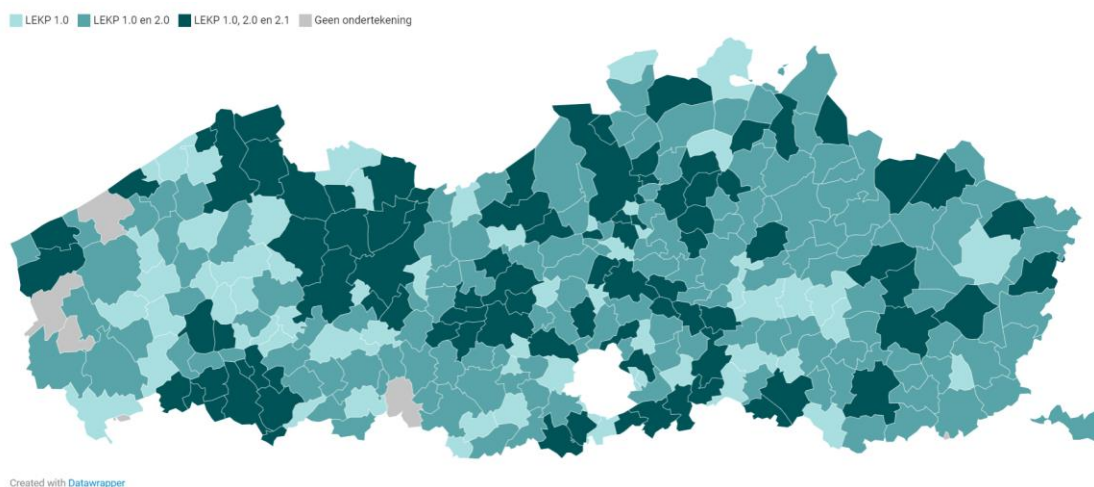 LEKP 1.0 LEKP 1.0 en 2.0 LEKP 1.0, 2.0 en 2.1 Geen ondertekening
Created with Datawrapper